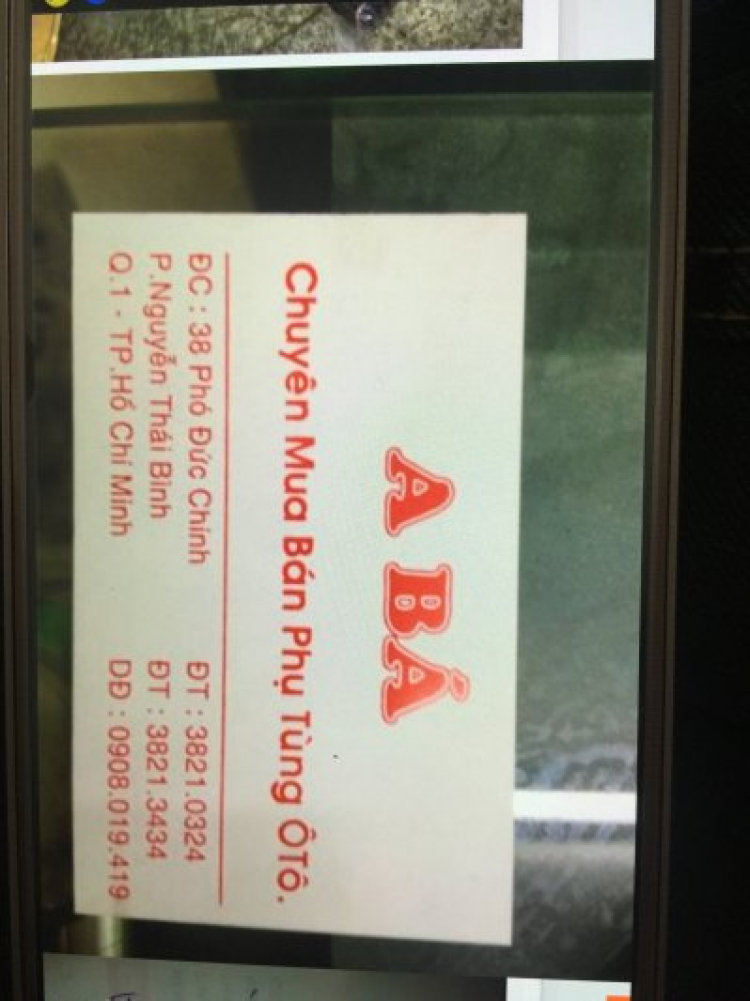 A BÁ
Chuyên Mua Bán Phụ Tùng ÔTô.
ĐC : 38 Phó Đức Chính ĐT : 3821.0324
P.Nguyễn Thái Bình ĐT : 3821.3434
Q.1 - TP.Hồ Chí Minh DĐ : 0908.019.419